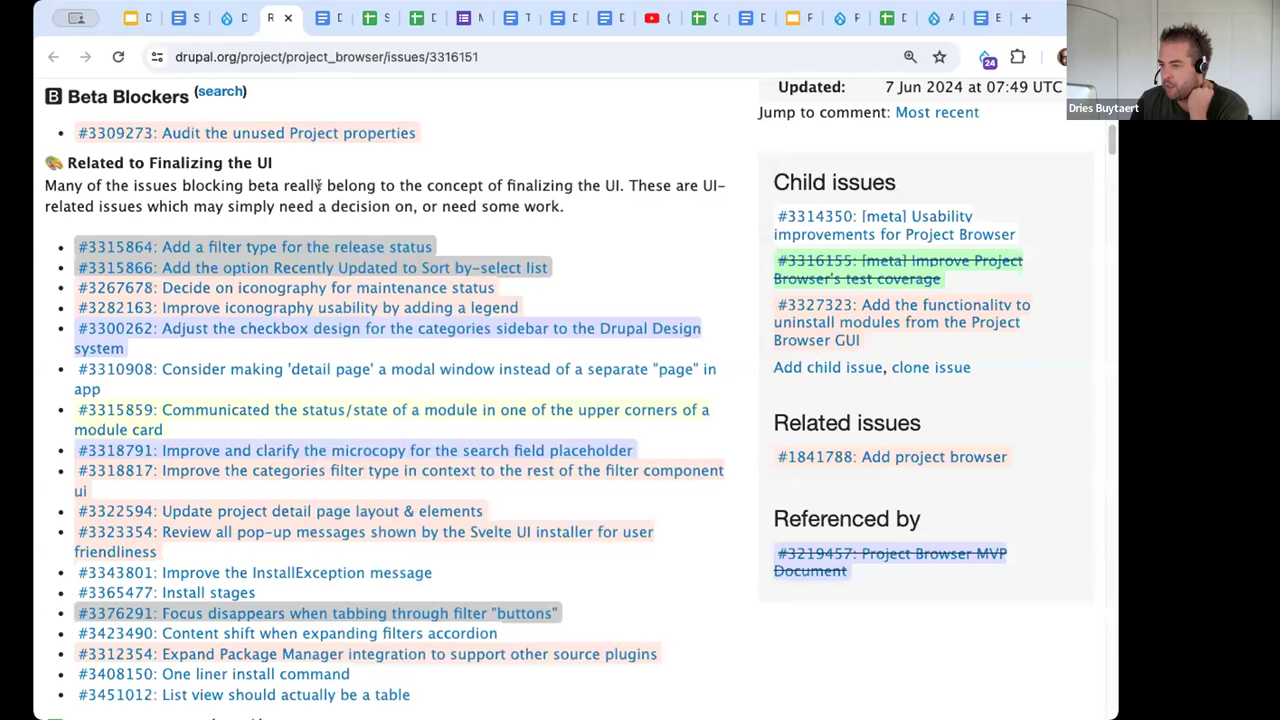 D
S
D
R
D
S
D
M
T
D
D
(
C
D
P
P
D
A
E
drupal.org/project/project_browser/issues/3316151
24
Dries Buytaert
B Beta Blockers (search)
#3309273: Audit the unused Project properties
Related to Finalizing the UI
Many of the issues blocking beta really belong to the concept of finalizing the UI. These are UI-
related issues which may simply need a decision on, or need some work.
#3315864: Add a filter type for the release status
#3315866: Add the option Recently Updated to Sort by-select list
#3267678: Decide on iconography for maintenance status
#3282163: Improve iconography usability by adding a legend
#3300262: Adjust the checkbox design for the categories sidebar to the Drupal Design
system
#3310908: Consider making 'detail page' a modal window instead of a separate "page" in
app
#3315859: Communicated the status/state of a module in one of the upper corners of a
module card
#3318791: Improve and clarify the microcopy for the search field placeholder
#3318817: Improve the categories filter type in context to the rest of the filter component
ui
#3322594: Update project detail page layout & elements
#3323354: Review all pop-up messages shown by the Svelte UI installer for user
friendliness
#3343801: Improve the InstallException message
#3365477: Install stages
#3376291: Focus disappears when tabbing through filter "buttons"
#3423490: Content shift when expanding filters accordion
#3312354: Expand Package Manager integration to support other source plugins
#3408150: One liner install command
#3451012: List view should actually be a table
Updated: 7 Jun 2024 at 07:49 UTC
Jump to comment: Most recent
Child issues
#3314350: [meta] Usability
improvements for Project Browser
#3316155: [meta] Improve Project
Browser's test coverage
#3327323: Add the functionality to
uninstall modules from the Project
Browser GUI
Add child issue, clone issue
Related issues
#1841788: Add project browser
Referenced by
#3219457: Project Browser MVP
Document